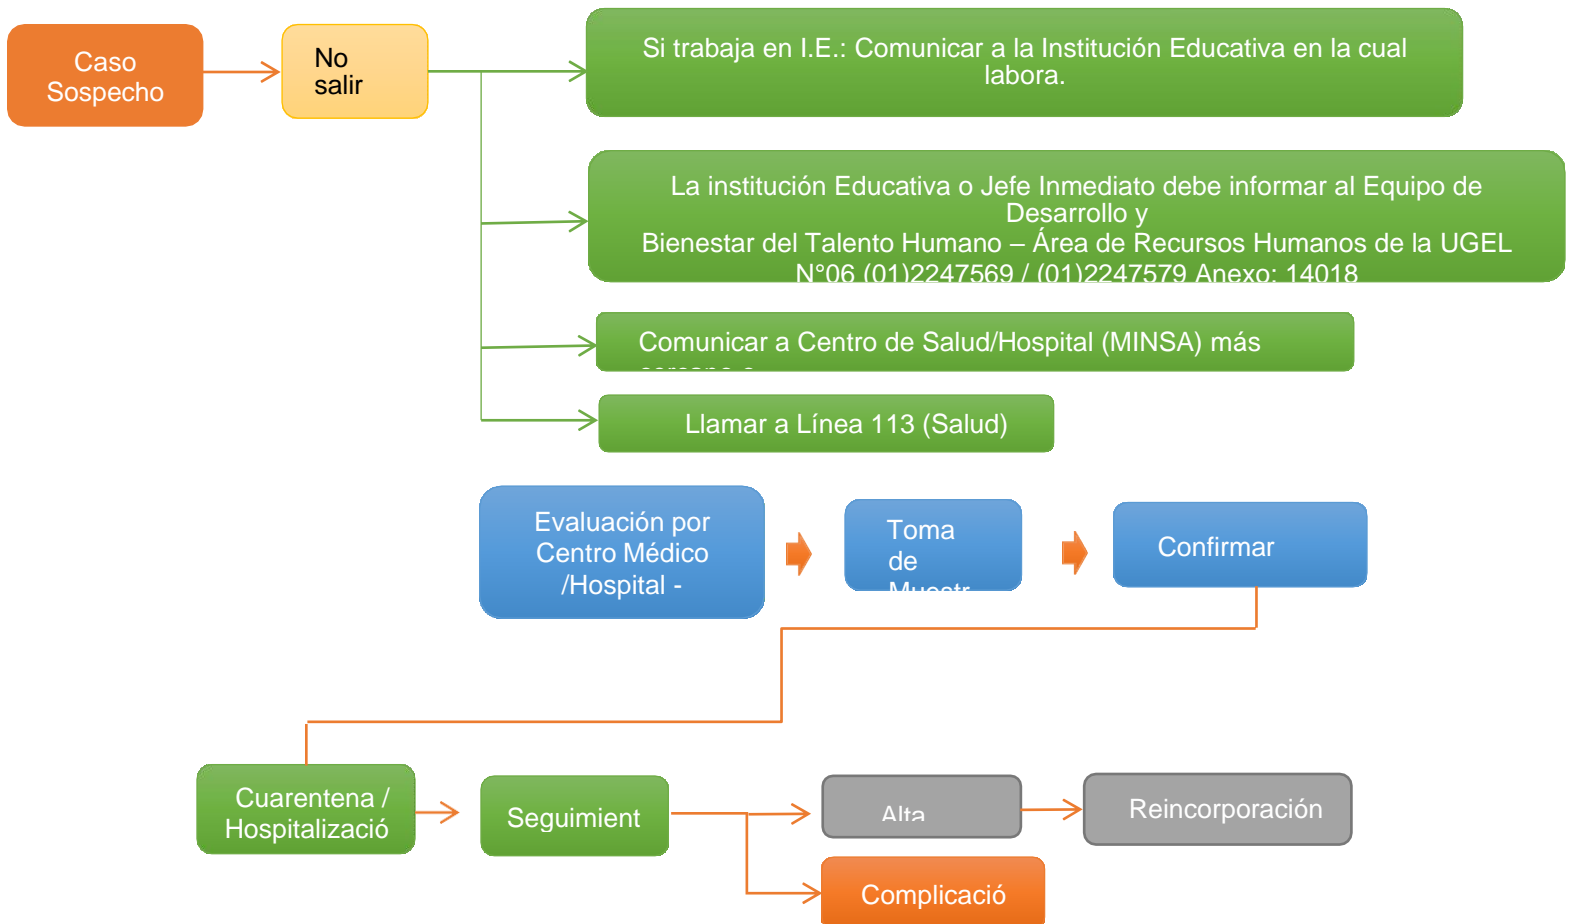 Caso
Sospecho
No
salir
Si trabaja en I.E.: Comunicar a la Institución Educativa en la cual
labora.
La institución Educativa o Jefe Inmediato debe informar al Equipo de
Desarrollo y
Bienestar del Talento Humano – Área de Recursos Humanos de la UGEL
N°06 (01)2247569 / (01)2247579 Anexo: 14018
Comunicar a Centro de Salud/Hospital (MINSA) más
Llamar a Línea 113 (Salud)
Evaluación por
Centro Médico
/Hospital -
Toma
de
Muestr
Confirmar
Cuarentena /
Hospitalizació
Seguimient
Alta
Reincorporación
Complicació